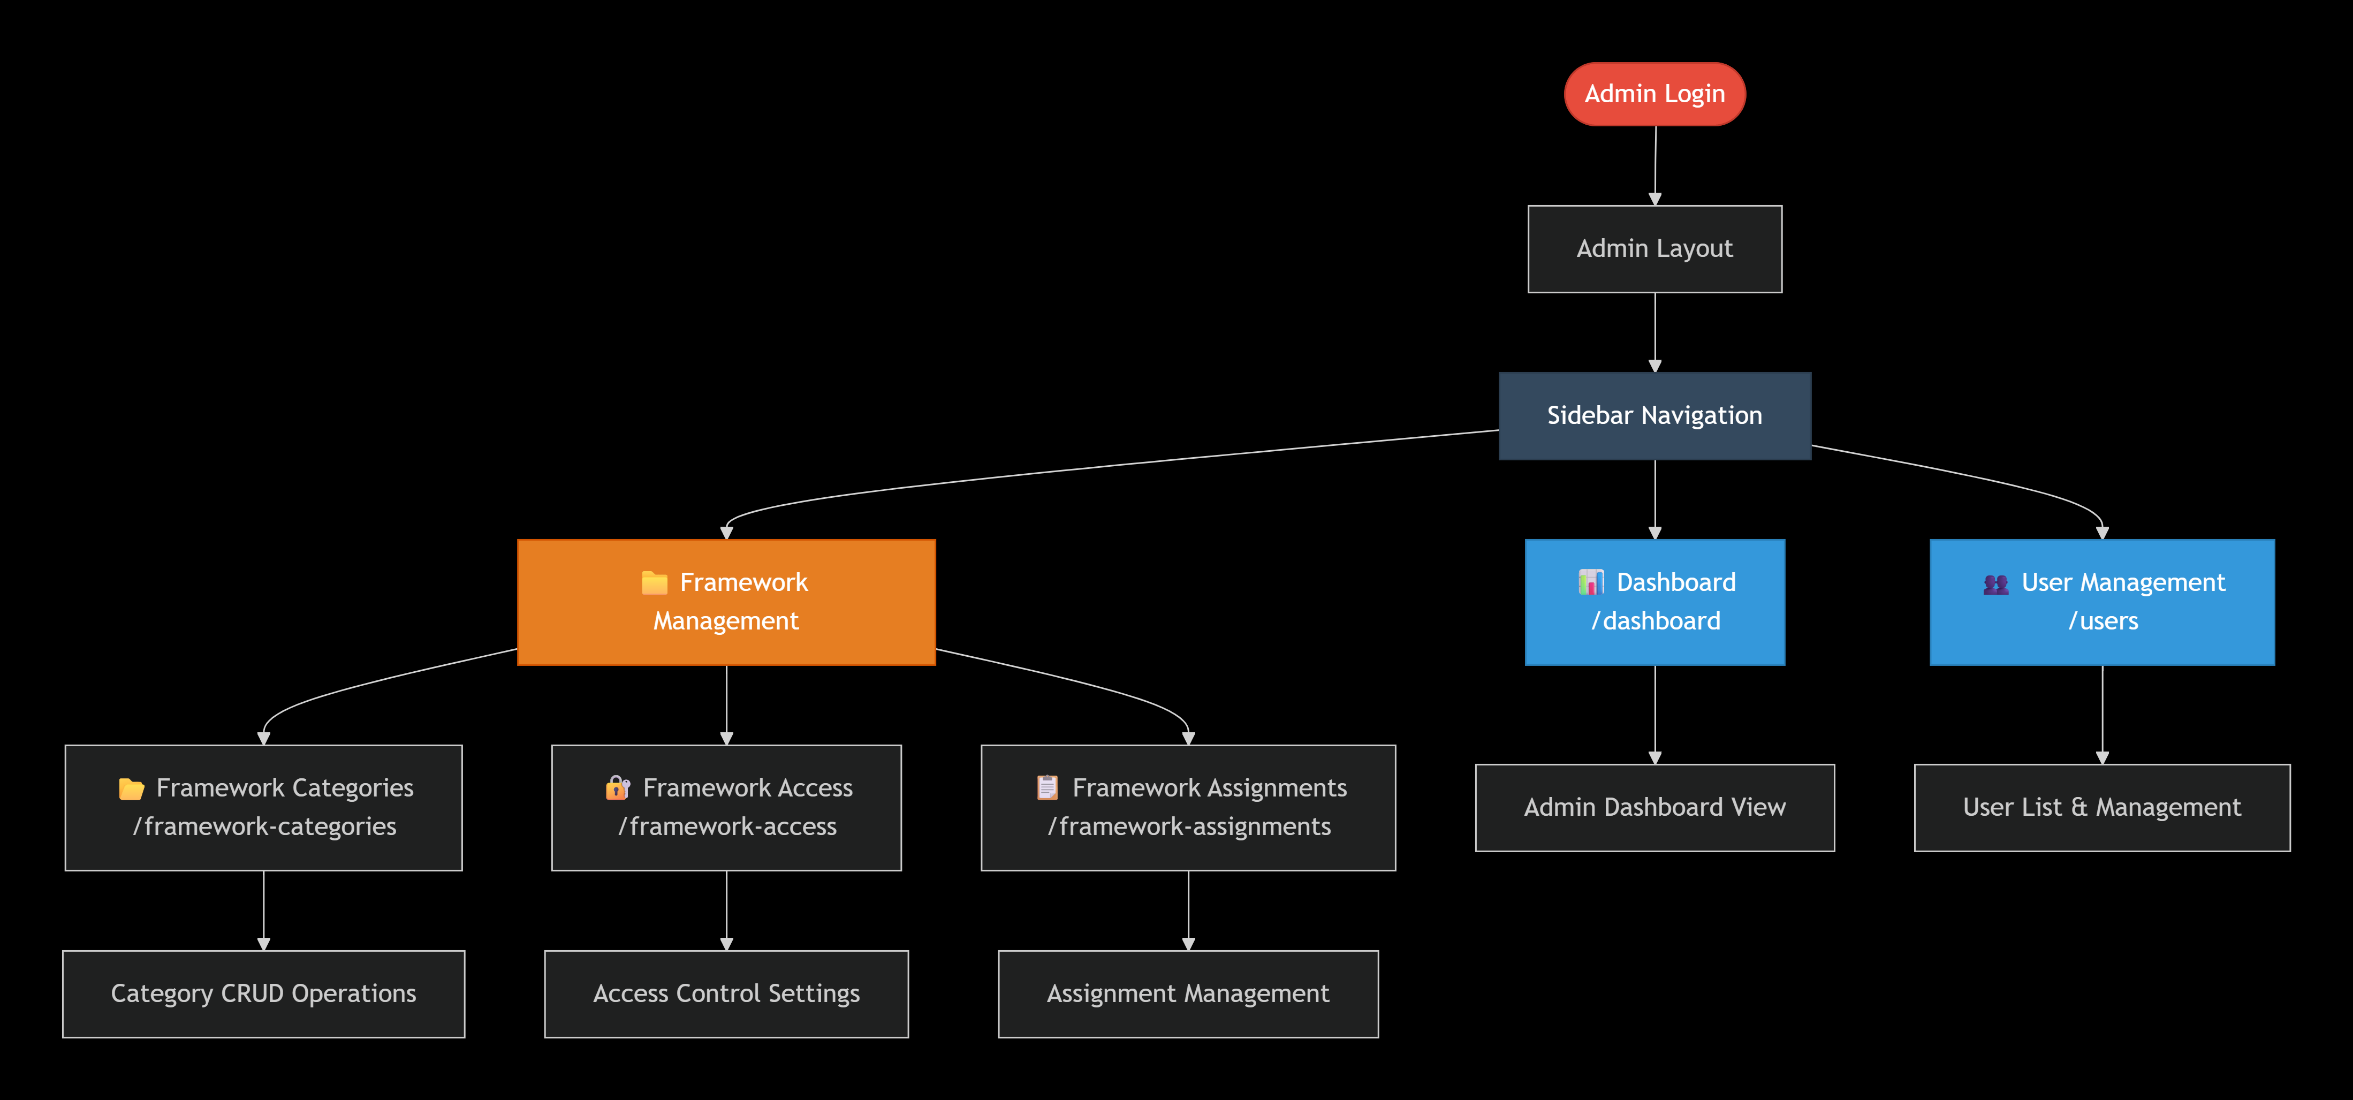 Admin Login
Admin Layout
Sidebar Navigation
📁 Framework
Management
📊 Dashboard
/dashboard
👥 User Management
/users
📂 Framework Categories
/framework-categories
🔐 Framework Access
/framework-access
📋 Framework Assignments
/framework-assignments
Admin Dashboard View
User List & Management
Category CRUD Operations
Access Control Settings
Assignment Management